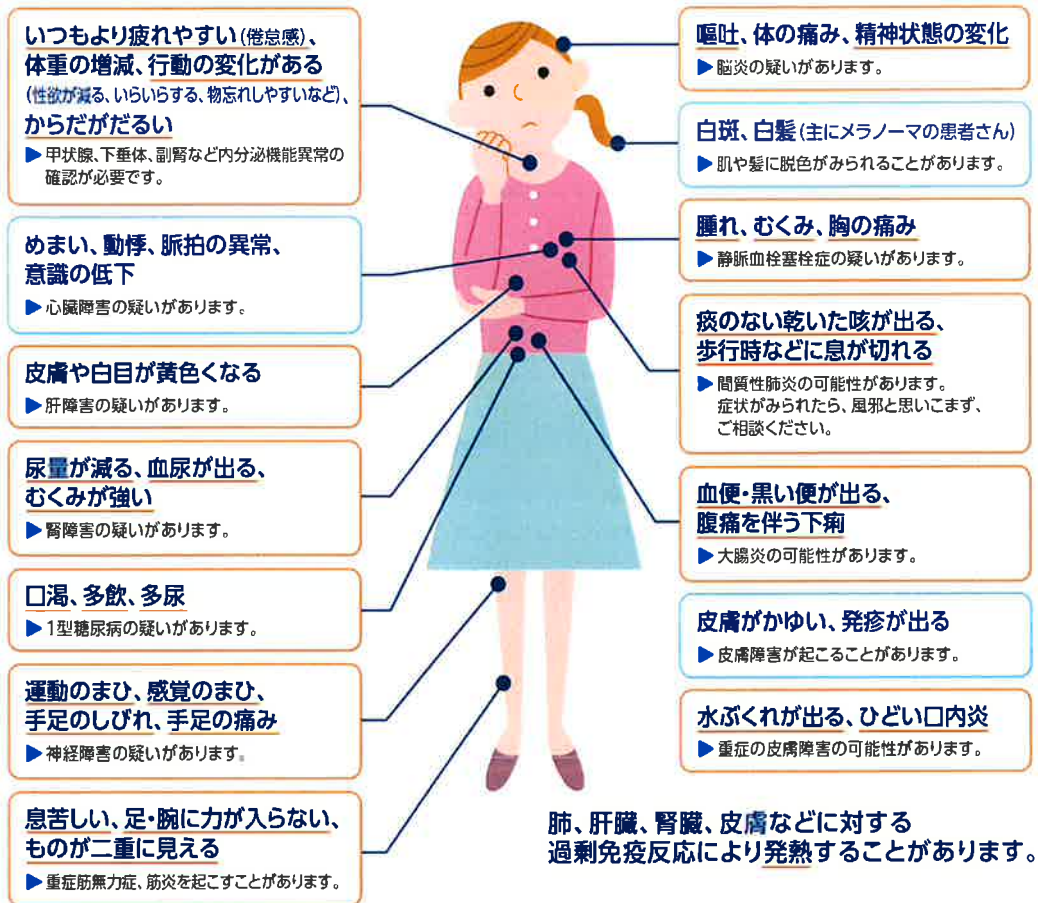 いつもより疲れやすい(倦怠感)、
体重の増減、行動の変化がある
(性欲が減る、いらいらする、物忘れしやすいなど)、
からだがだるい
▶甲状腺、下垂体、副腎など内分泌機能異常の
確認が必要です。
めまい、動悸、脈拍の異常、
意識の低下
▶心臓障害の疑いがあります。
皮膚や白目が黄色くなる
▶肝障害の疑いがあります。
尿量が減る、血尿が出る、
むくみが強い
▶腎障害の疑いがあります。
口渇、多飲、多尿
▶1型糖尿病の疑いがあります。
運動のまひ、感覚のまひ、
手足のしびれ、手足の痛み
▶神経障害の疑いがあります。
息苦しい、足・腕に力が入らない、
ものが二重に見える
▶重症筋無力症、筋炎を起こすことがあります。
嘔吐、体の痛み、精神状態の変化
▶脳炎の疑いがあります。
白斑、白髪(主にメラノーマの患者さん)
▶肌や髪に脱色がみられることがあります。
腫れ、むくみ、胸の痛み
▶静脈血栓塞栓症の疑いがあります。
痰のない乾いた咳が出る、
歩行時などに息が切れる
▶間質性肺炎の可能性があります。
症状がみられたら、風邪と思いこまず、
ご相談ください。
血便・黒い便が出る、
腹痛を伴う下痢
▶大腸炎の可能性があります。
皮膚がかゆい、発疹が出る
▶皮膚障害が起こることがあります。
水ぶくれが出る、ひどい口内炎
▶重症の皮膚障害の可能性があります。
肺、肝臓、腎臓、皮膚などに対する
過剰免疫反応により発熱することがあります。